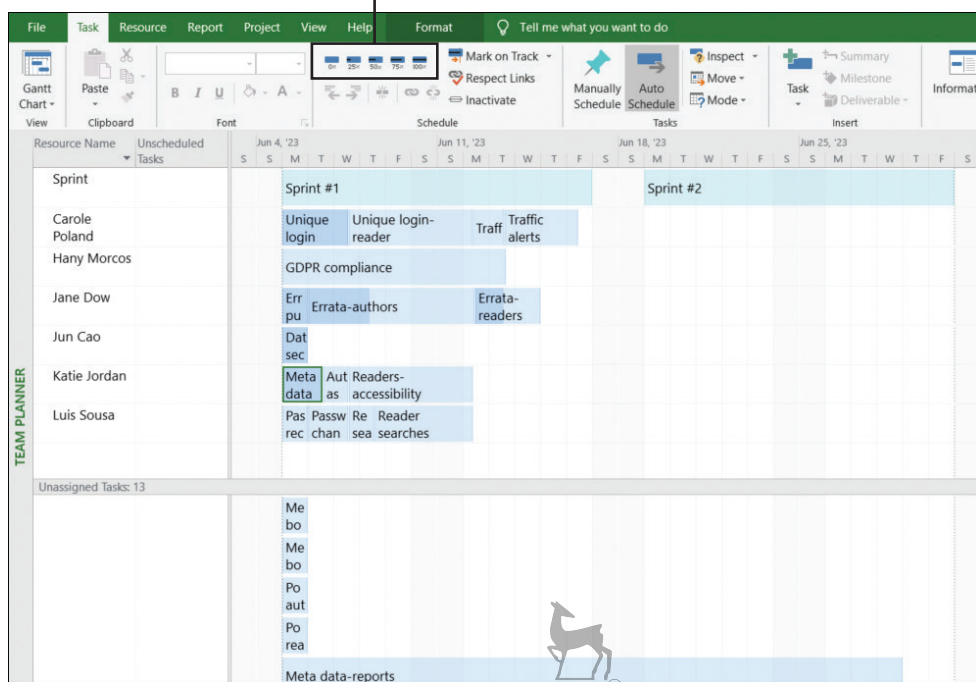 File Task Resource Report Project View Help Format Tell me what you want to do
0× 25× 50× 75× 100×
Mark on Track
Respect Links
Inactivate
Gantt
Chart
Paste
B I U A
Manually
Schedule
Auto
Schedule
Inspect
Move
Mode
Task
Summary
Milestone
Deliverable
Informat
View Clipboard Font Schedule Tasks Insert
Resource Name
Unscheduled
Tasks
Jun 4, '23 Jun 11, '23 Jun 18, '23 Jun 25, '23
S S M T W T F S S M T W T F S S M T W T F S S M T W T F S
Sprint
Sprint #1
Sprint #2
Carole
Poland
Unique
login
Unique login-
reader
Traff
Traffic
alerts
Hany Morcos
GDPR compliance
Jane Dow
Err
pu
Errata-authors
Errata-
readers
Jun Cao
Dat
sec
Katie Jordan
Meta
data
Aut
as
Readers-
accessibility
Luis Sousa
Pas
rec
Passw
chan
Re
sea
Reader
searches
TEAM PLANNER
Unassigned Tasks: 13
Me
bo
Me
bo
Po
aut
Po
rea
Meta data-reports